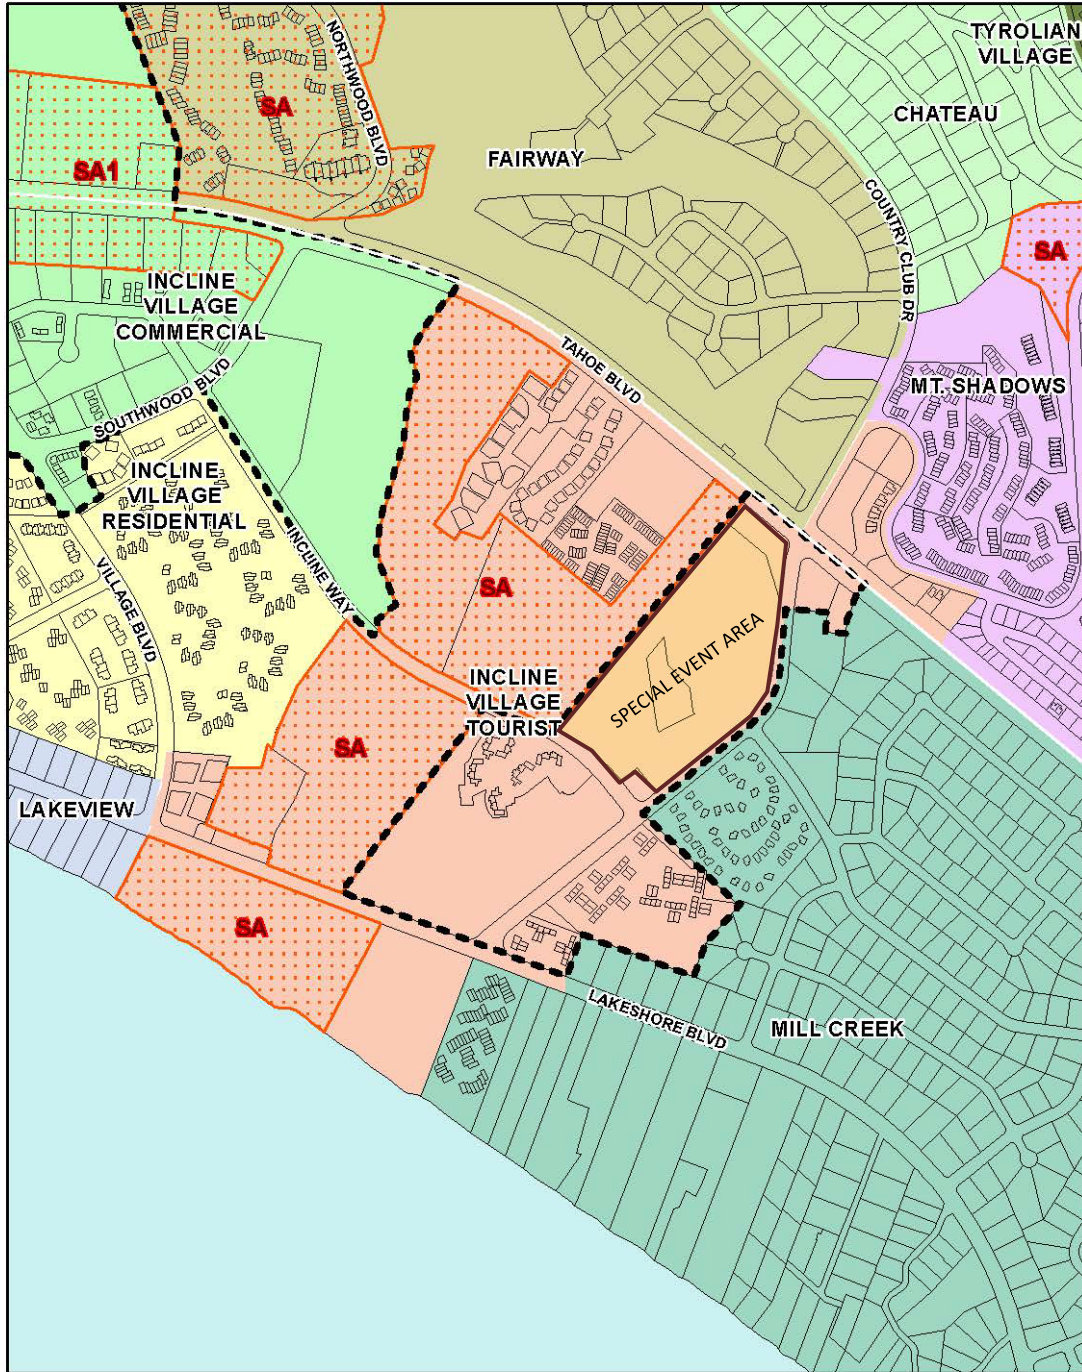 TYROLIAN
VILLAGE
NORTHWOOD BLVD
SA
CHATEAU
FAIRWAY
SA1
COUNTRY CLUB DR
SA
INCLINE
VILLAGE
COMMERCIAL
TAHOE BLVD
MT. SHADOWS
SOUTHWOOD BLVD
INCLINE
VILLAGE
RESIDENTIAL
INCLINE WAY
VILLAGE BLVD
SA
SPECIAL EVENT AREA
INCLINE
VILLAGE
TOURIST
SA
LAKEVIEW
SA
LAKESHORE BLVD
MILL CREEK